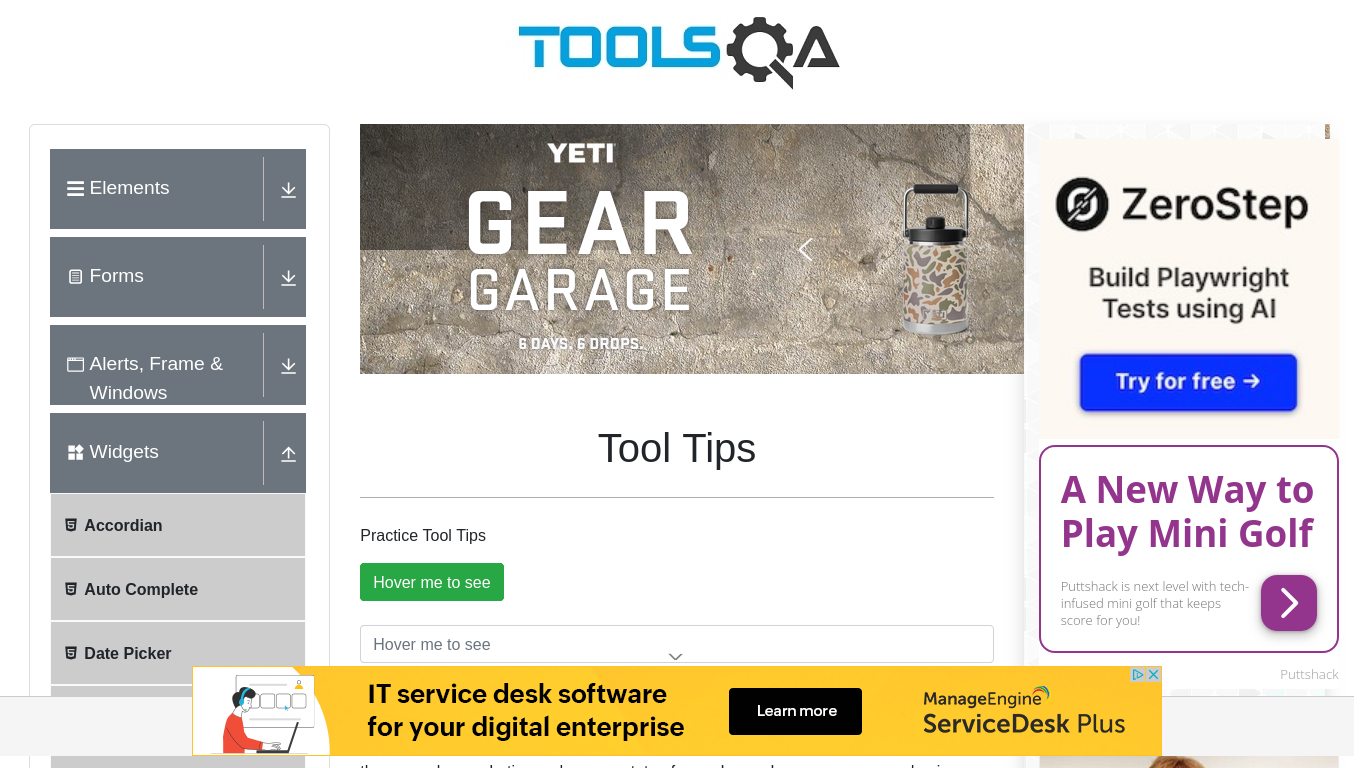 TOOLSQA
Elements
Forms
Alerts, Frame &
Windows
Widgets
Accordian
Auto Complete
Date Picker
YETI
GEAR
GARAGE
6 DAYS. 6 DROPS.
Tool Tips
Practice Tool Tips
Hover me to see
Hover me to see
ZeroStep
Build Playwright
Tests using AI
Try for free →
A New Way to
Play Mini Golf
Puttshack is next level with tech-
infused mini golf that keeps
score for you!
Puttshack
IT service desk software
for your digital enterprise
Learn more
ManageEngine
ServiceDesk Plus